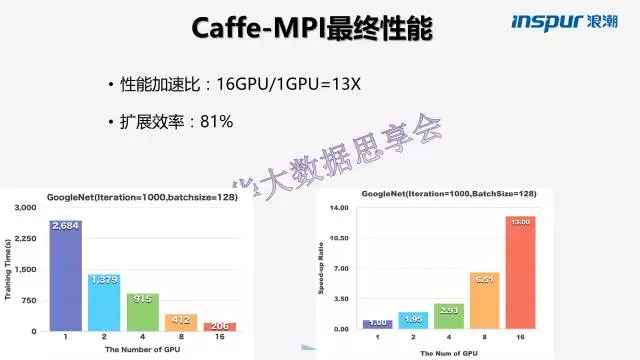 Caffe-MPI最终性能
inspur 浪潮
• 性能加速比：16GPU/1GPU=13X
• 扩展效率：81%
华大数据思享会
GoogleNet(Iteration=1000,batchsize=128)
3,000
2,250
1,500
750
0
Training Time(s)
2,684
1,379
915
412
206
1 2 4 8 16
The Number of GPU
GoogleNet(Iteration=1000,BatchSize=128)
14.00
10.50
7.00
3.50
0.00
Speed-up Ratio
1.00
1.95
2.93
6.51
13.00
1 2 4 8 16
The Num of GPU